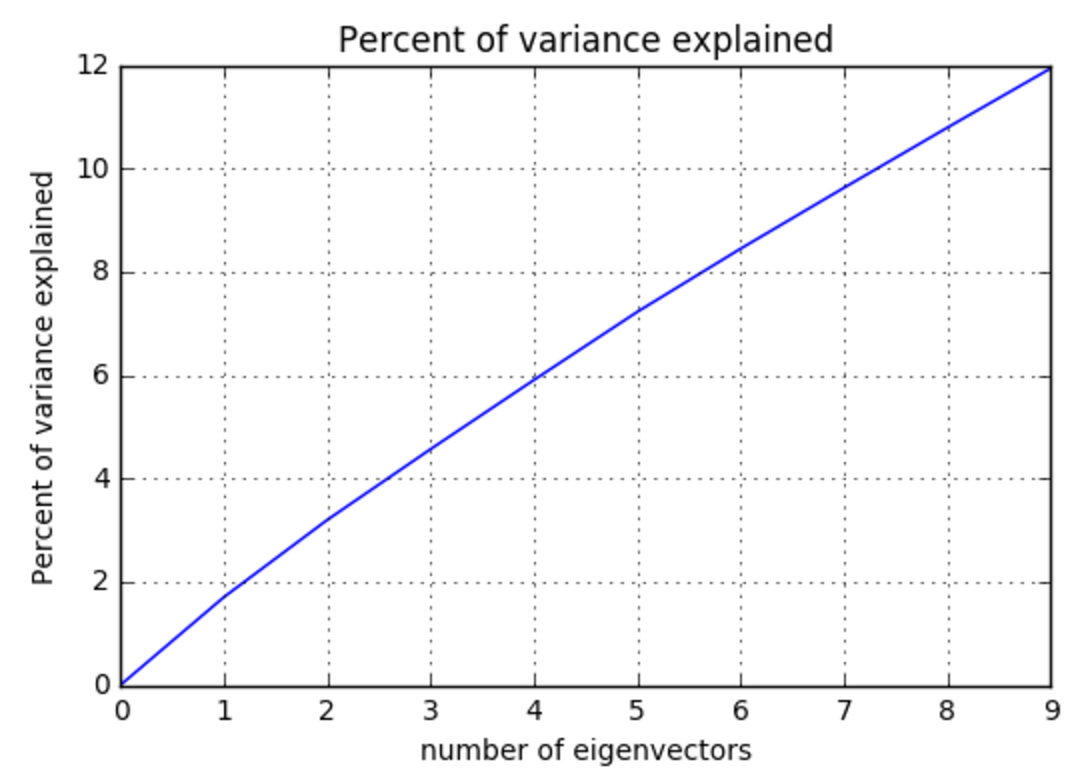 Percent of variance explained
12
10
8
6
4
2
0
Percent of variance explained
0 1 2 3 4 5 6 7 8 9
number of eigenvectors